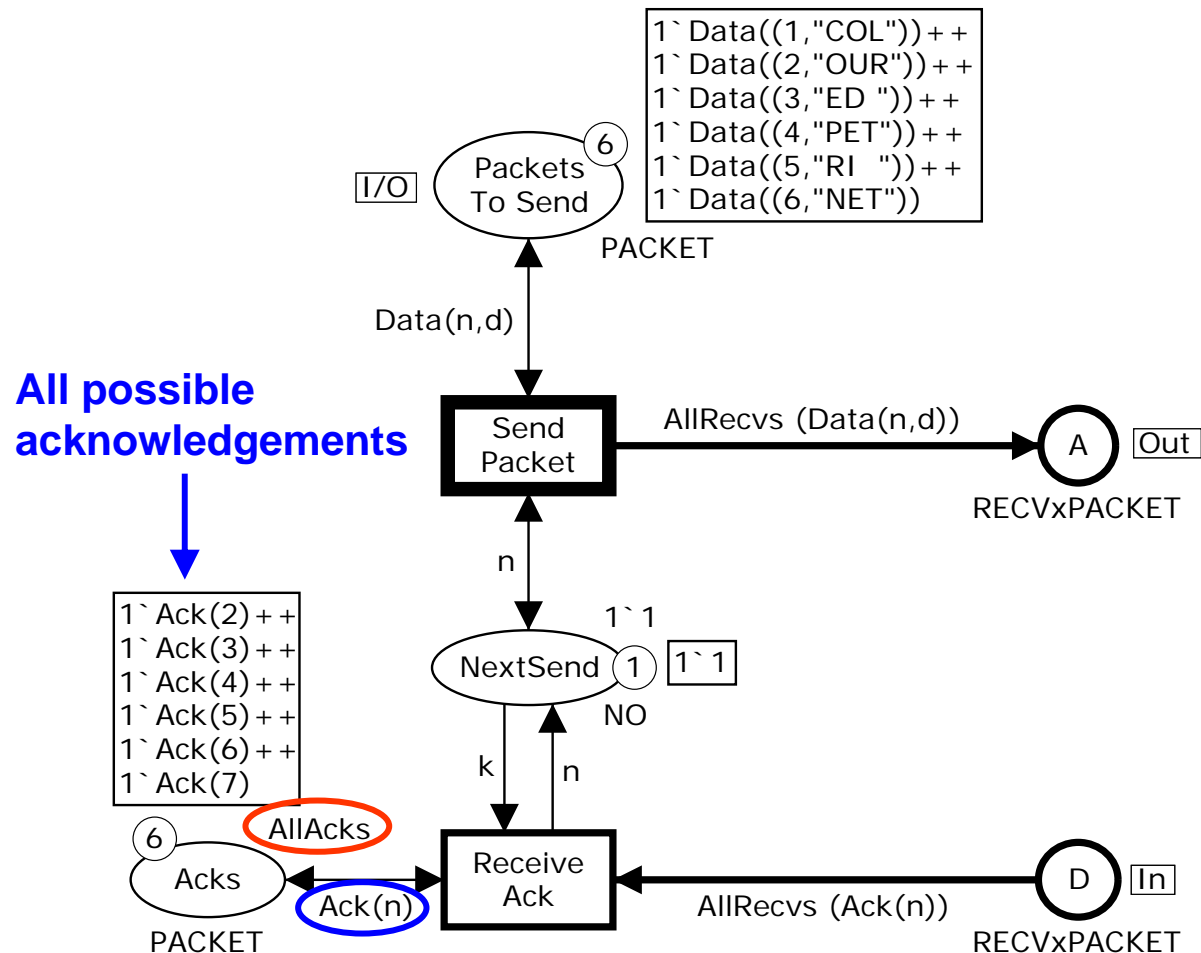 1`Data((1,"COL"))++
1`Data((2,"OUR"))++
1`Data((3,"ED "))++
1`Data((4,"PET"))++
1`Data((5,"RI  "))++
1`Data((6,"NET"))
6
Packets
To Send
I/O
PACKET
Data(n,d)
All possible
acknowledgements
Send
Packet
AllRecvs (Data(n,d))
A
Out
RECVxPACKET
n
1`Ack(2)++
1`Ack(3)++
1`Ack(4)++
1`Ack(5)++
1`Ack(6)++
1`Ack(7)
1`1
NextSend
1
1`1
NO
k
n
AllAcks
6
Acks
Ack(n)
PACKET
Receive
Ack
AllRecvs (Ack(n))
D
In
RECVxPACKET